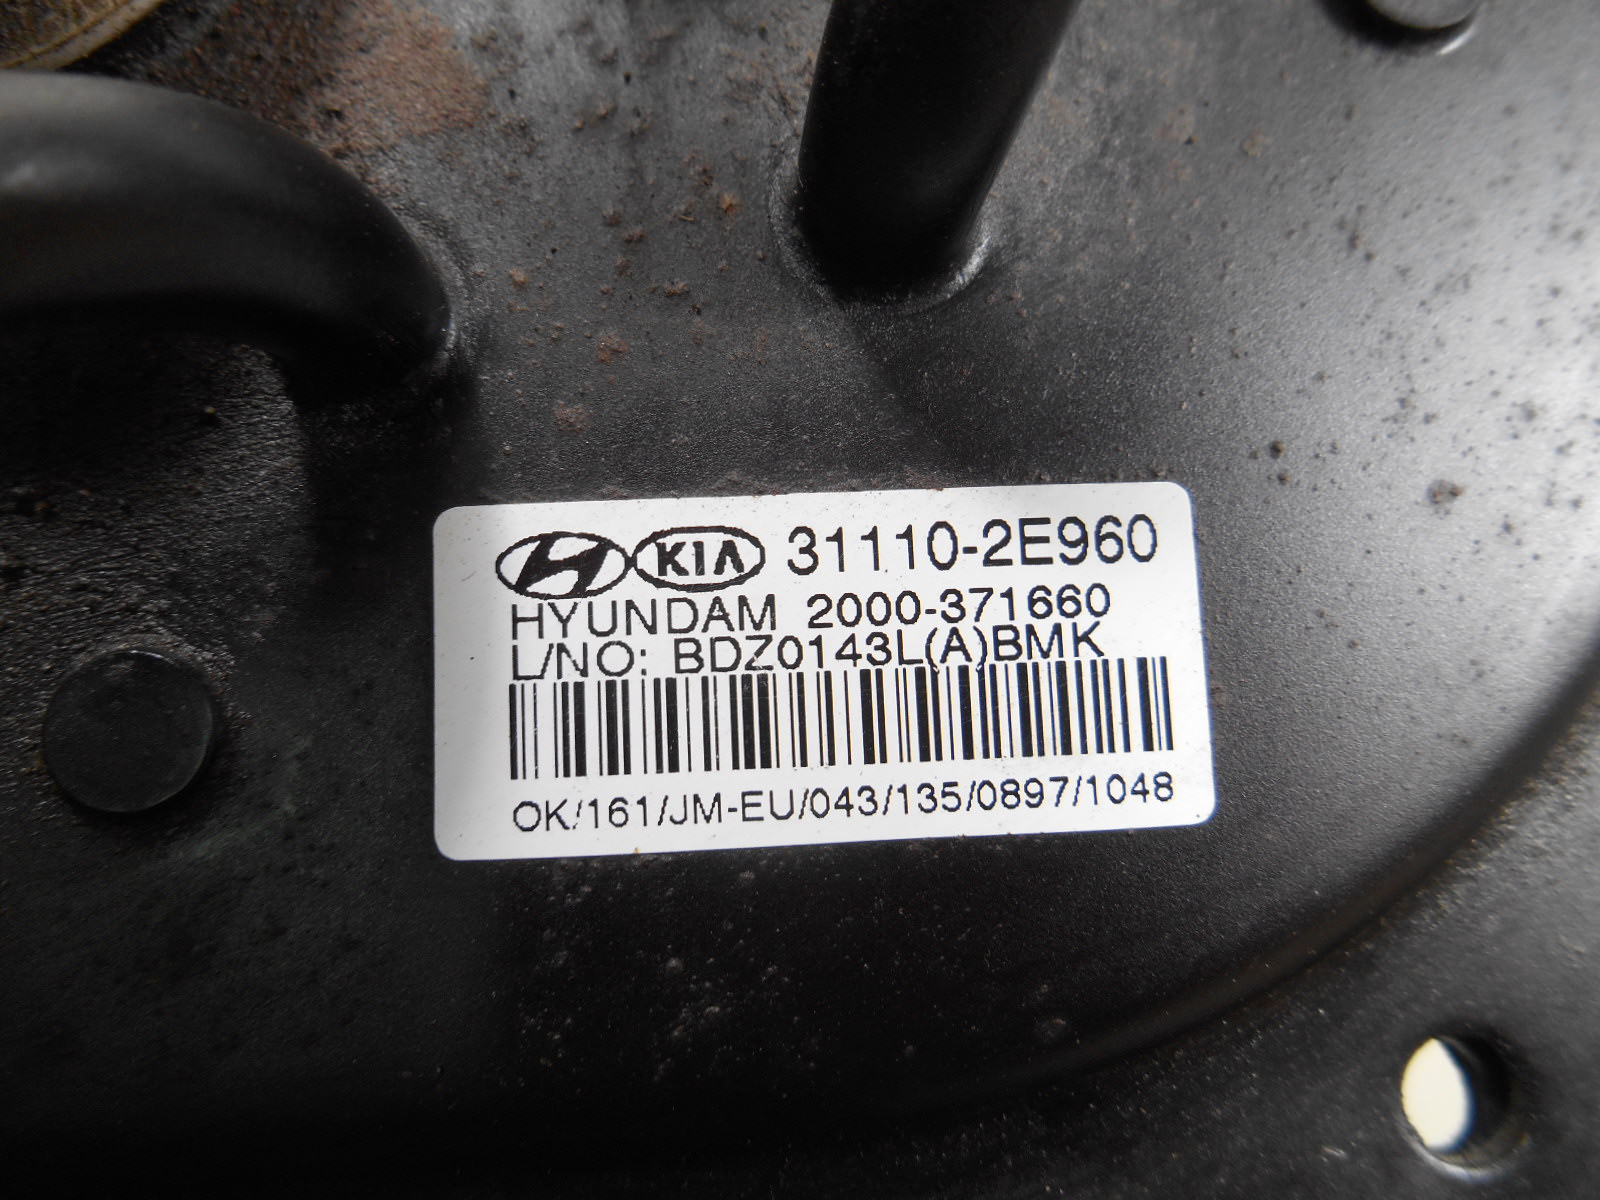 KIA 31110-2E960
HYUNDAM 2000-371660
L/NO: BDZ0143L(A)BMK
OK/161/JM-EU/043/135/0897/1048